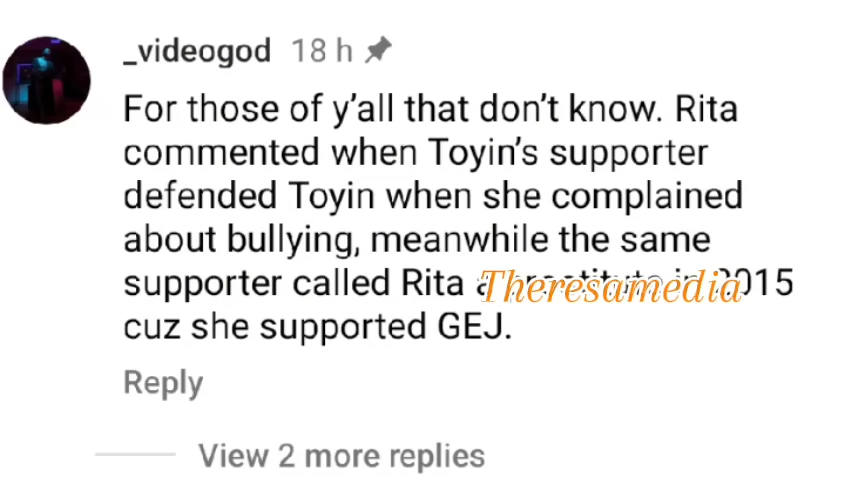 _videogod 18 h
For those of y'all that don't know. Rita
commented when Toyin's supporter
defended Toyin when she complained
about bullying, meanwhile the same
supporter called Rita a prostitute in 2015
Theresamedia
cuz she supported GEJ.
Reply
View 2 more replies